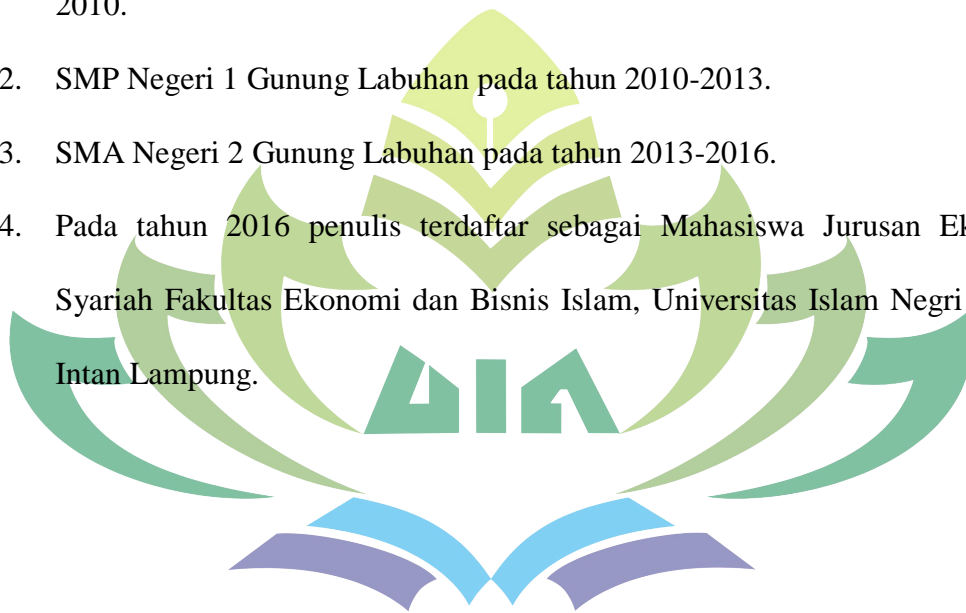 2010.
2. SMP Negeri 1 Gunung Labuhan pada tahun 2010-2013.
3. SMA Negeri 2 Gunung Labuhan pada tahun 2013-2016.
4. Pada tahun 2016 penulis terdaftar sebagai Mahasiswa Jurusan
Syariah Fakultas Ekonomi dan Bisnis Islam, Universitas Islam Negri
Intan Lampung.
UIN